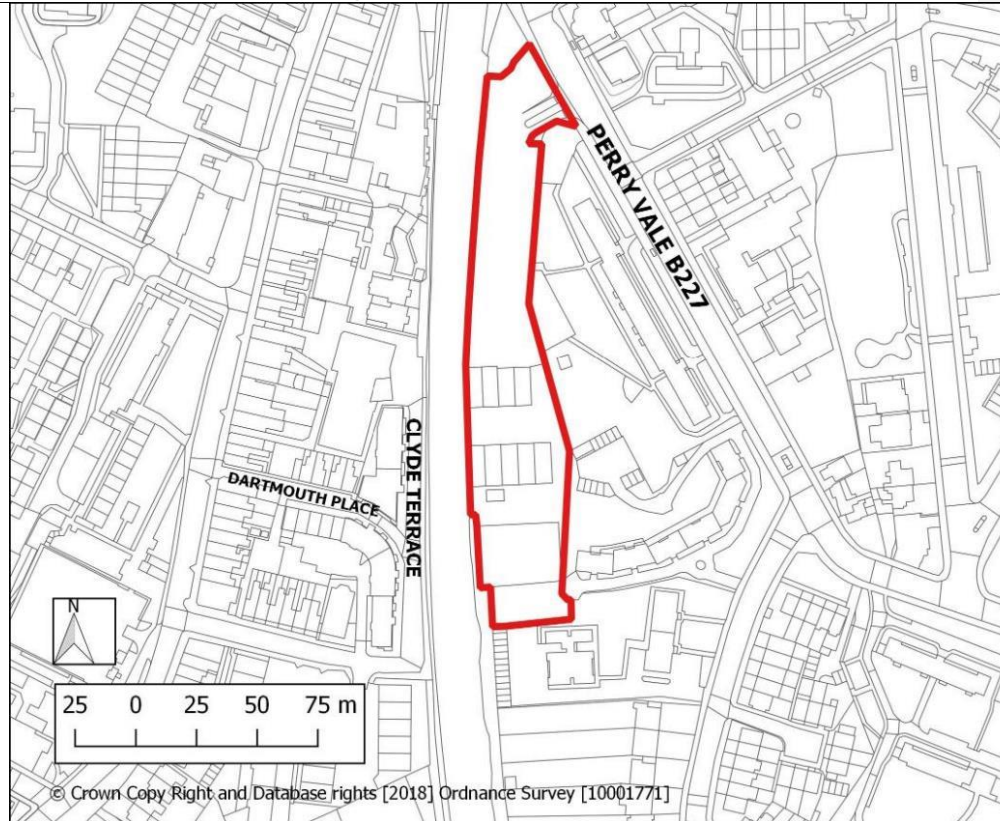 PERRY VALE B227
CLYDE TERRACE
DARTMOUTH PLACE
N
25 0 25 50 75 m
© Crown Copy Right and Database rights [2018] Ordnance Survey [10001771]